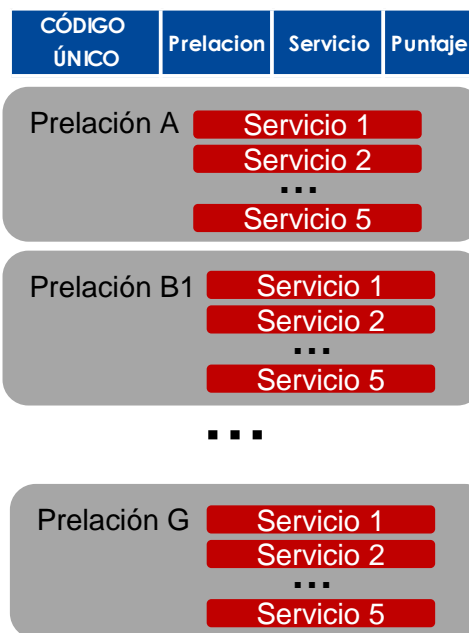 CÓDIGO
ÚNICO
Prelacion
Servicio
Puntaje
Prelación A
Servicio 1
Servicio 2
...
Servicio 5
Prelación B1
Servicio 1
Servicio 2
...
Servicio 5
...
Prelación G
Servicio 1
Servicio 2
...
Servicio 5